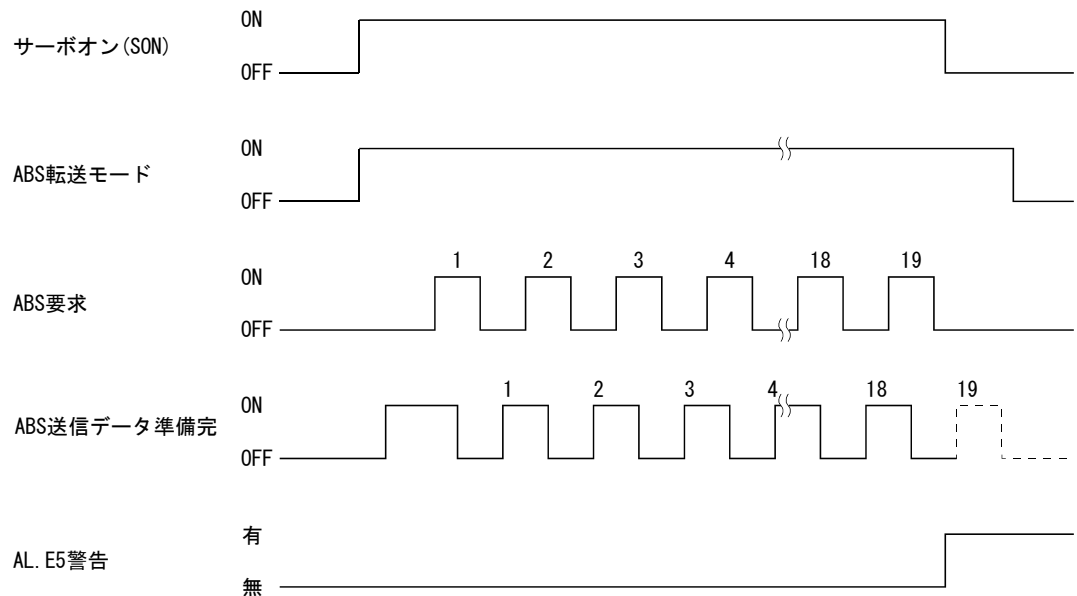 ON
サーボオン(SON)
OFF
ON
ABS転送モード
OFF
1 2 3 4 18 19
ON
ABS要求
OFF
1 2 3 4 18 19
ON
ABS送信データ準備完
OFF
有
AL.E5警告
無